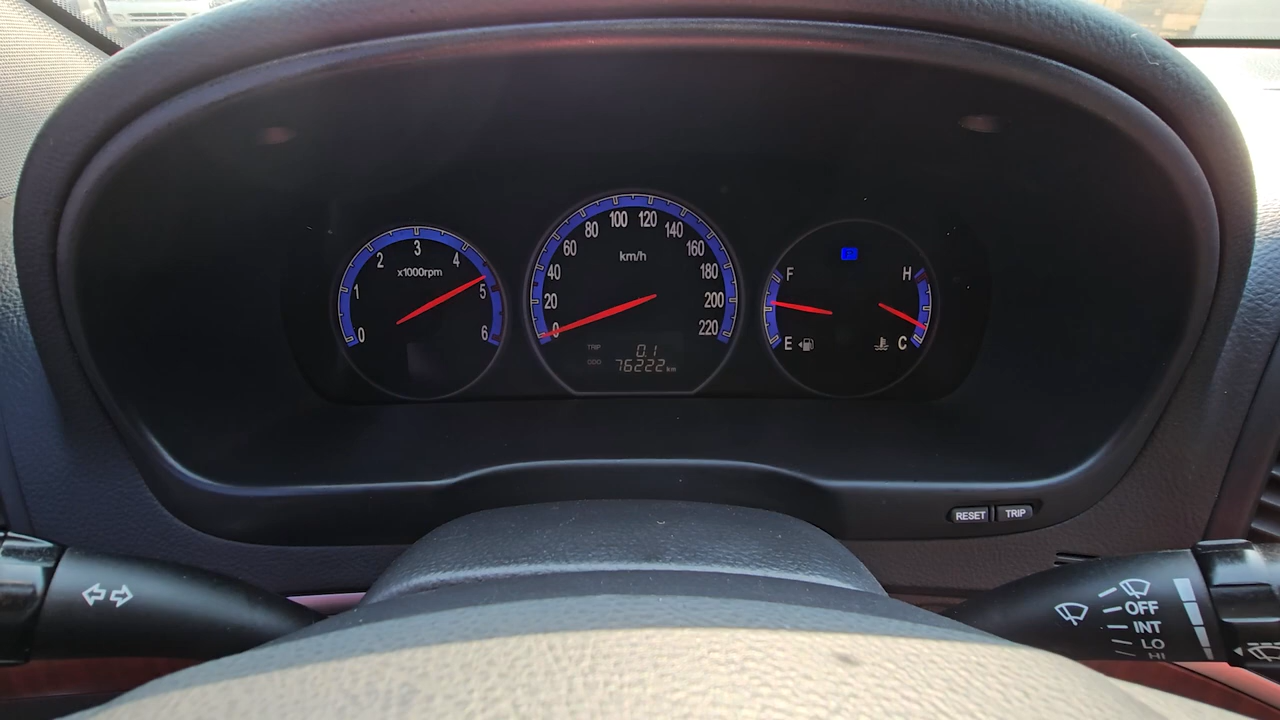 0 1 2 3 4 5 6
x1000rpm
0 20 40 60 80 100 120 140 160 180 200 220
km/h
TRIP 0.1
ODO 76222 km
F
E
H
C
RESET
TRIP
OFF
INT
LO
HI